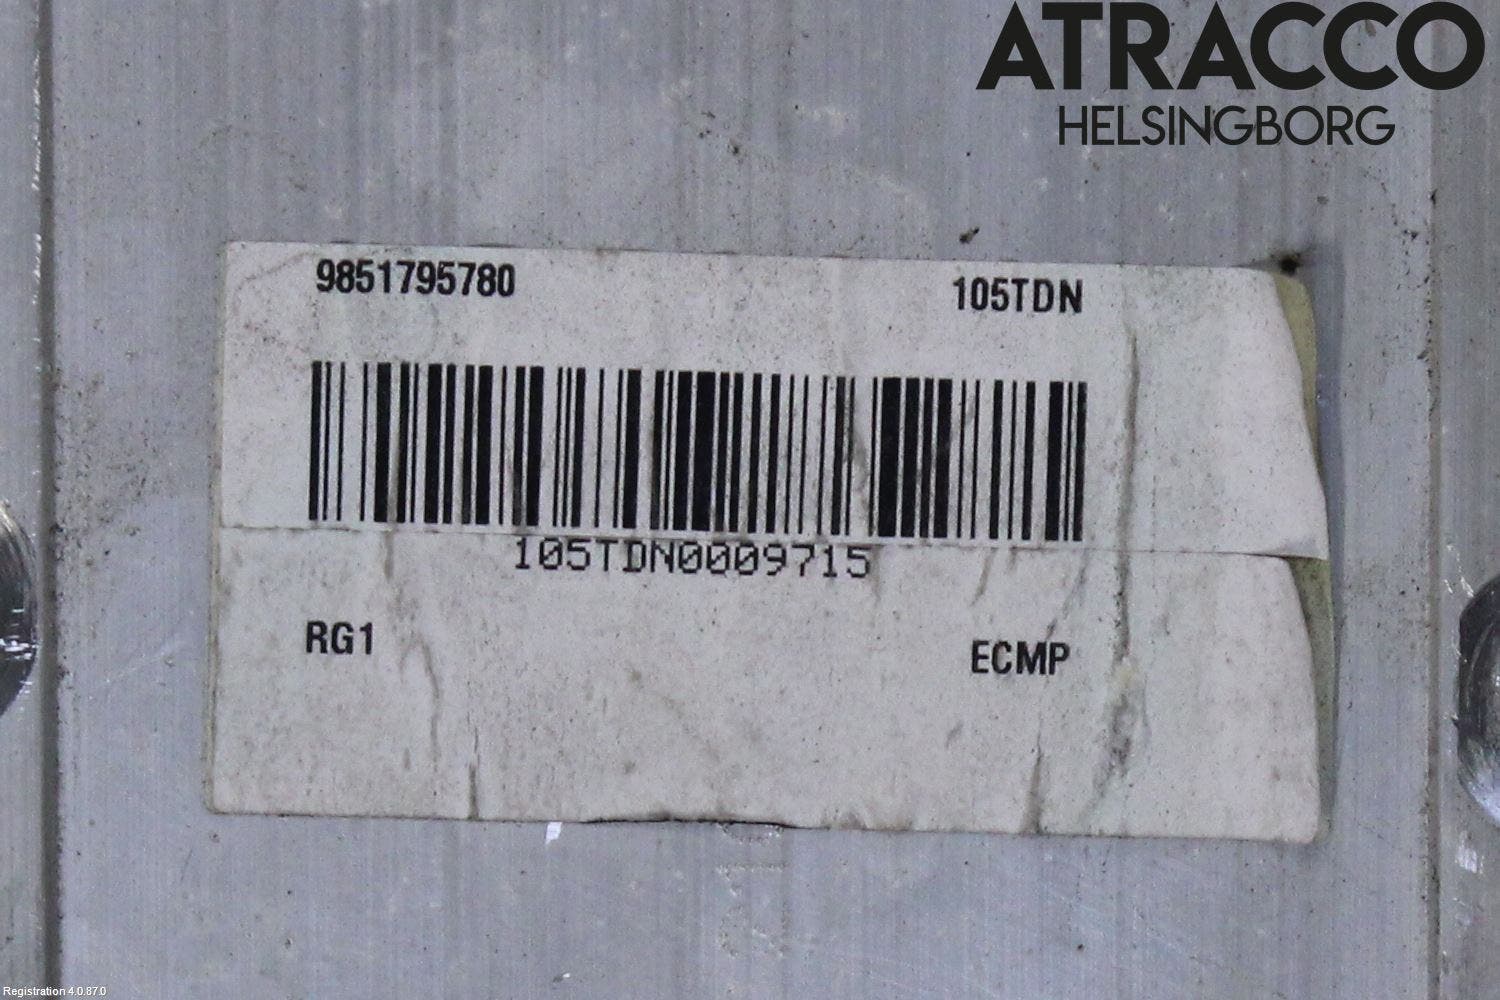 ATRACCO
HELSINGBORG
9851795780 105TDN
105TDN0009715
RG1 ECMP
Registration 4.0.87.0